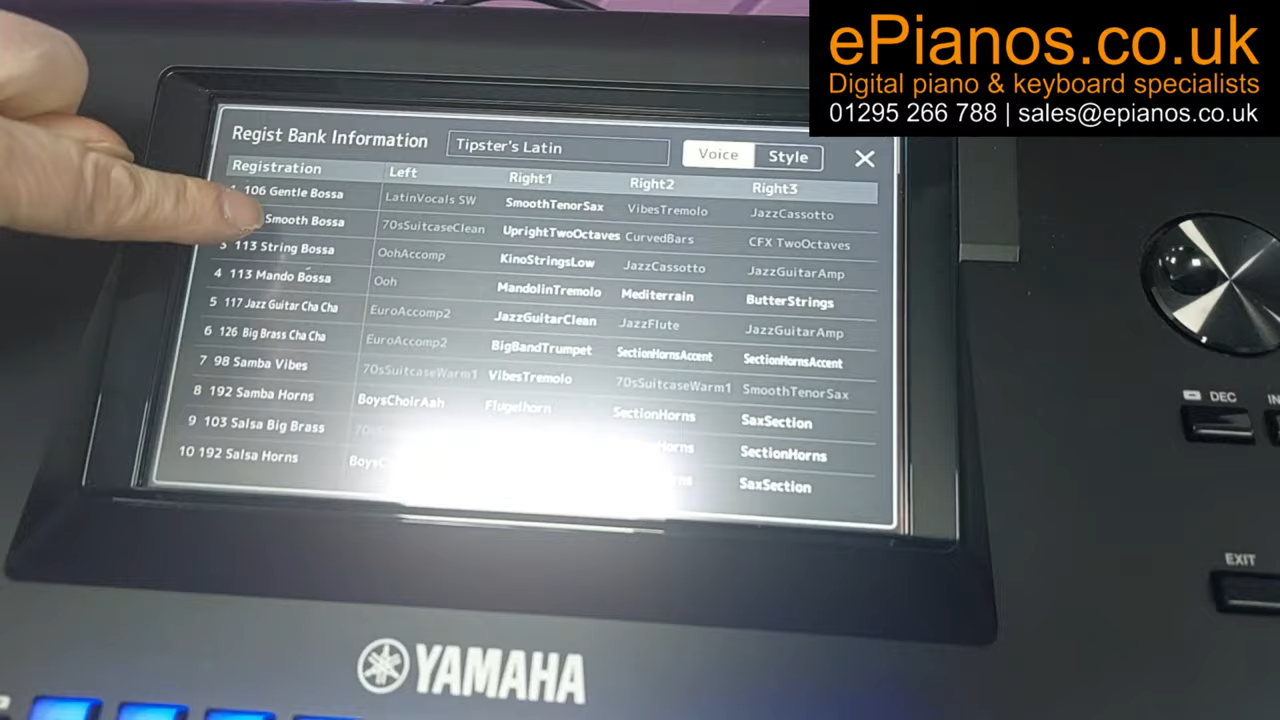 ePianos.co.uk
Digital piano & keyboard specialists
01295 266 788 | sales@epianos.co.uk
Regist Bank Information Tipster's Latin Voice Style
Registration Left Right1 Right2 Right3
1 106 Gentle Bossa LatinVocals SW SmoothTenorSax VibesTremolo JazzCassotto
Smooth Bossa 70sSuitcaseClean UprightTwoOctaves CurvedBars CFX TwoOctaves
3 113 String Bossa OohAccomp KinoStringsLow JazzCassotto JazzGuitarAmp
4 113 Mando Bossa Ooh MandolinTremolo Mediterrain ButterStrings
5 117 Jazz Guitar Cha Cha EuroAccomp2 JazzGuitarClean JazzFlute JazzGuitarAmp
6 126 Big Brass Cha Cha EuroAccomp2 BigBandTrumpet SectionHornsAccent SectionHornsAccent
7 98 Samba Vibes 70sSuitcaseWarm1 VibesTremolo 70sSuitcaseWarm1 SmoothTenorSax
8 192 Samba Horns BoysChoirAah Flugelhorn SectionHorns SaxSection
9 103 Salsa Big Brass SectionHorns
10 192 Salsa Horns SaxSection
DEC
EXIT
YAMAHA